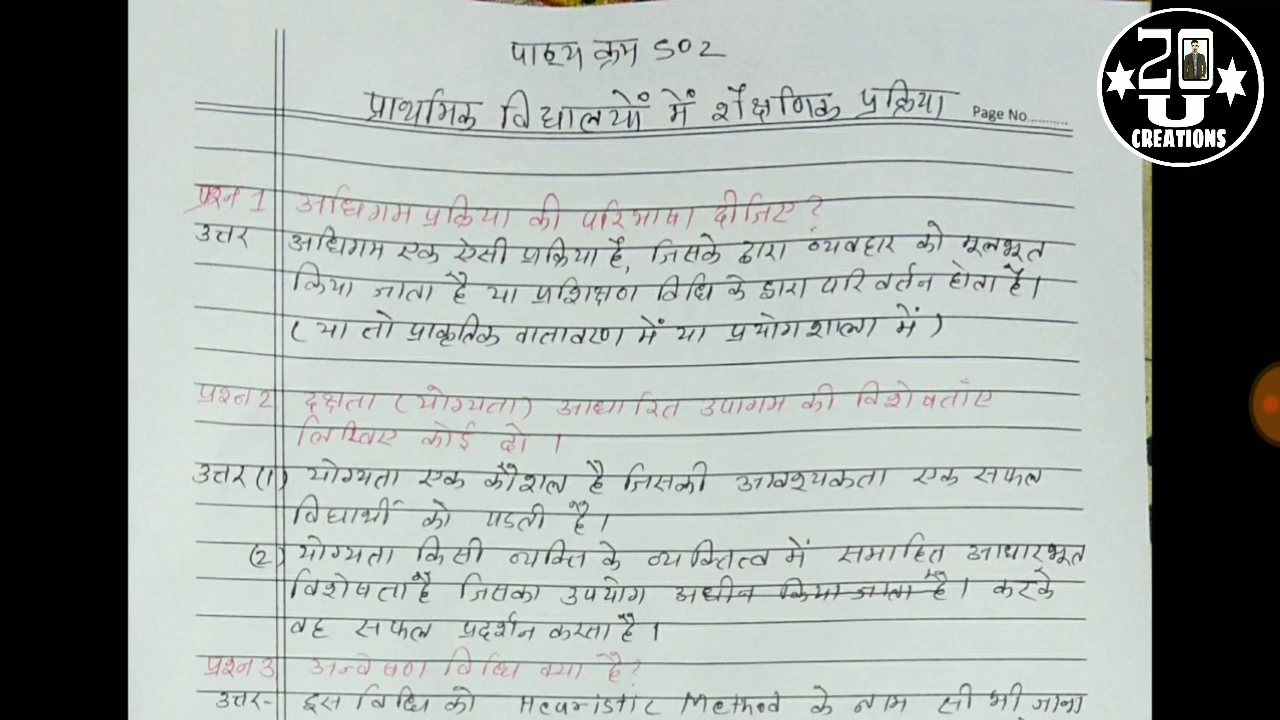 पाठ्य क्रम 502
प्राथमिक विद्यालयों में शैक्षणिक प्रक्रिया
Page No..........
20
U
CREATIONS
प्रश्न 1 अधिगम प्रक्रिया की परिभाषा दीजिए?
उत्तर अधिगम एक ऐसी प्रक्रिया है, जिसके द्वारा व्यवहार को मूलभूत
किया जाता है या प्रशिक्षण विधि के द्वारा परिवर्तन होता है।
(या तो प्राकृतिक वातावरण में या प्रयोगशाला में)
प्रश्न 2 दक्षता (योग्यता) आधारित उपागम की विशेषताँए
लिखिए कोई दो।
उत्तर (1) योग्यता एक कौशल है जिसकी आवश्यकता एक सफल
विद्यार्थी को पडती है।
(2) योग्यता किसी व्यक्ति के व्यक्तित्व में समाहित आधारभूत
विशेषता है जिसका उपयोग अधीन किया जाता है। करके
वह सफल प्रदर्शन करता है।
प्रश्न 3 अन्वेषण विधि क्या है?
उत्तर- इस विधि को Heuristic Method के नाम सी भी जाना